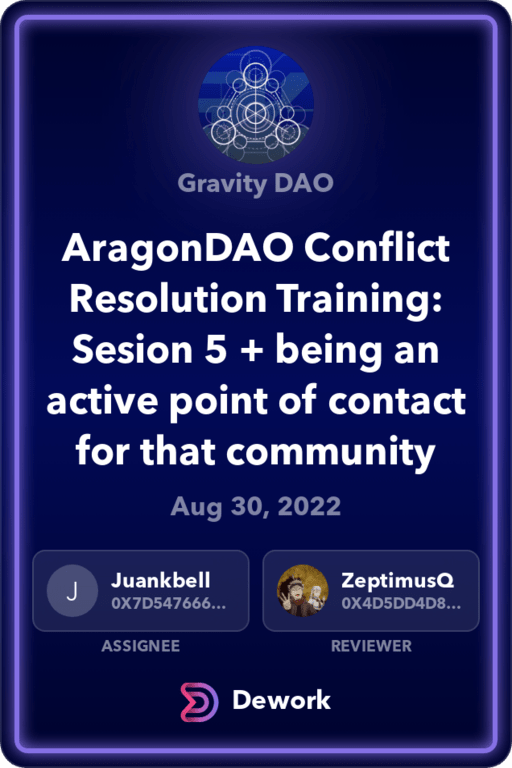 Gravity DAO
AragonDAO Conflict
Resolution Training:
Sesion 5 + being an
active point of contact
for that community
Aug 30, 2022
J
Juankbell
0X7D547666...
ASSIGNEE
ZeptimusQ
0X4D5DD4D8...
REVIEWER
Dework